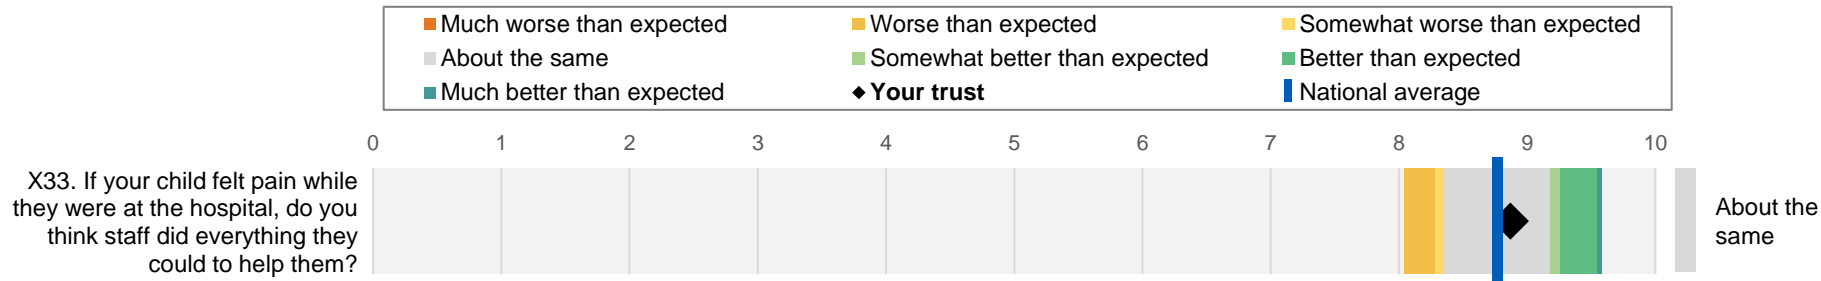 Much worse than expected
Worse than expected
Somewhat worse than expected
About the same
Somewhat better than expected
Better than expected
Much better than expected
Your trust
National average
0 1 2 3 4 5 6 7 8 9 10
X33. If your child felt pain while
they were at the hospital, do you
think staff did everything they
could to help them?
About the
same